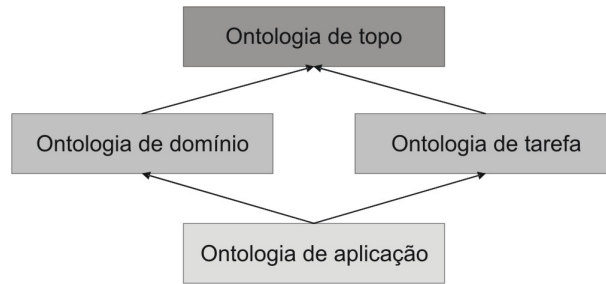 Ontologia de topo
Ontologia de domínio
Ontologia de tarefa
Ontologia de aplicação